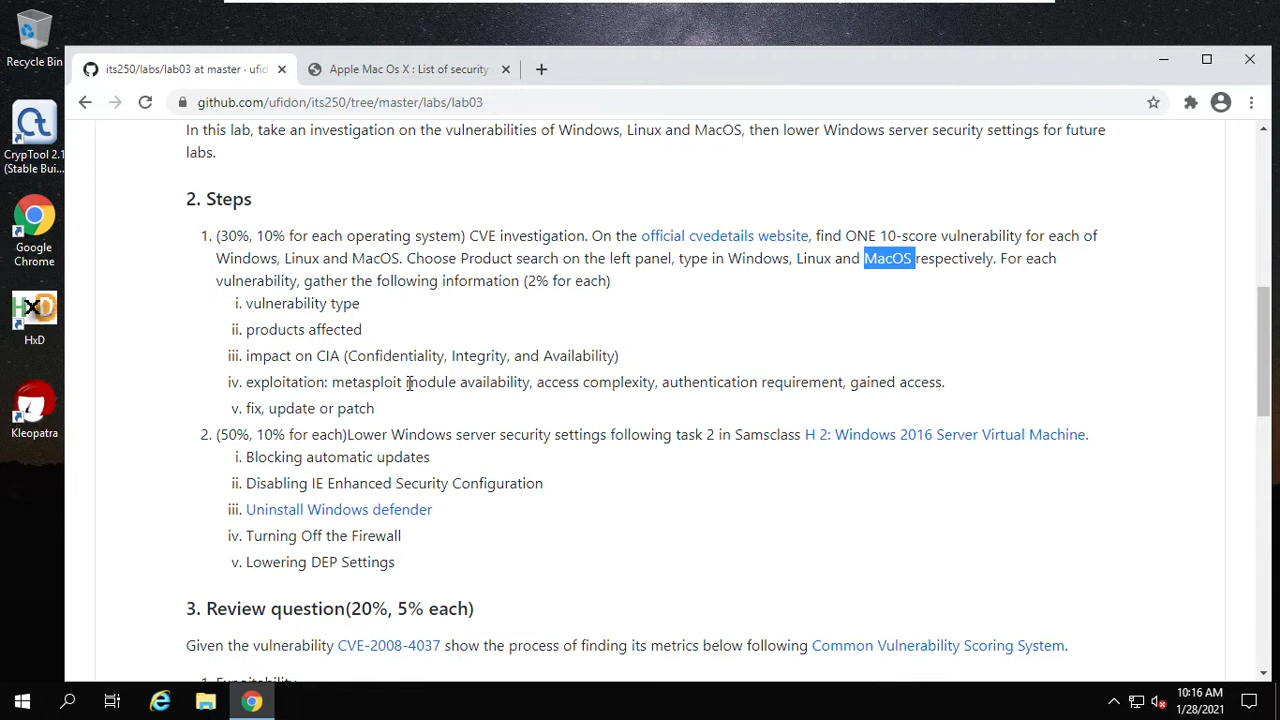 Recycle Bin
CrypTool 2.1
(Stable Bui...
Google
Chrome
HxD
Kleopatra
its250/labs/lab03 at master · ufid
Apple Mac Os X : List of security
github.com/ufidon/its250/tree/master/labs/lab03
In this lab, take an investigation on the vulnerabilities of Windows, Linux and MacOS, then lower Windows server security settings for future
labs.
2. Steps
1. (30%, 10% for each operating system) CVE investigation. On the official cvedetails website, find ONE 10-score vulnerability for each of
Windows, Linux and MacOS. Choose Product search on the left panel, type in Windows, Linux and MacOS respectively. For each
vulnerability, gather the following information (2% for each)
i. vulnerability type
ii. products affected
iii. impact on CIA (Confidentiality, Integrity, and Availability)
iv. exploitation: metasploit module availability, access complexity, authentication requirement, gained access.
v. fix, update or patch
2. (50%, 10% for each)Lower Windows server security settings following task 2 in Samsclass H 2: Windows 2016 Server Virtual Machine.
i. Blocking automatic updates
ii. Disabling IE Enhanced Security Configuration
iii. Uninstall Windows defender
iv. Turning Off the Firewall
v. Lowering DEP Settings
3. Review question(20%, 5% each)
Given the vulnerability CVE-2008-4037 show the process of finding its metrics below following Common Vulnerability Scoring System.
1. Exploitability
10:16 AM
1/28/2021